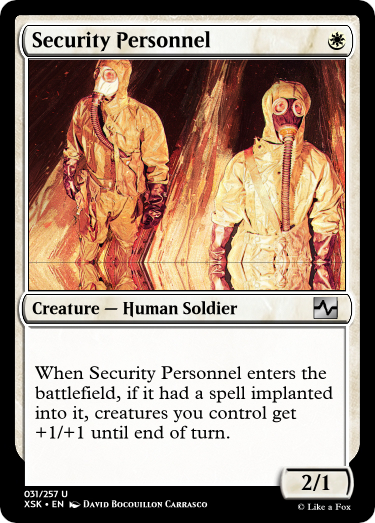 Security Personnel
Creature — Human Soldier
When Security Personnel enters the
battlefield, if it had a spell implanted
into it, creatures you control get
+1/+1 until end of turn.
2/1
031/257 U
XSK • EN David Bocouillon Carrasco
© Like a Fox